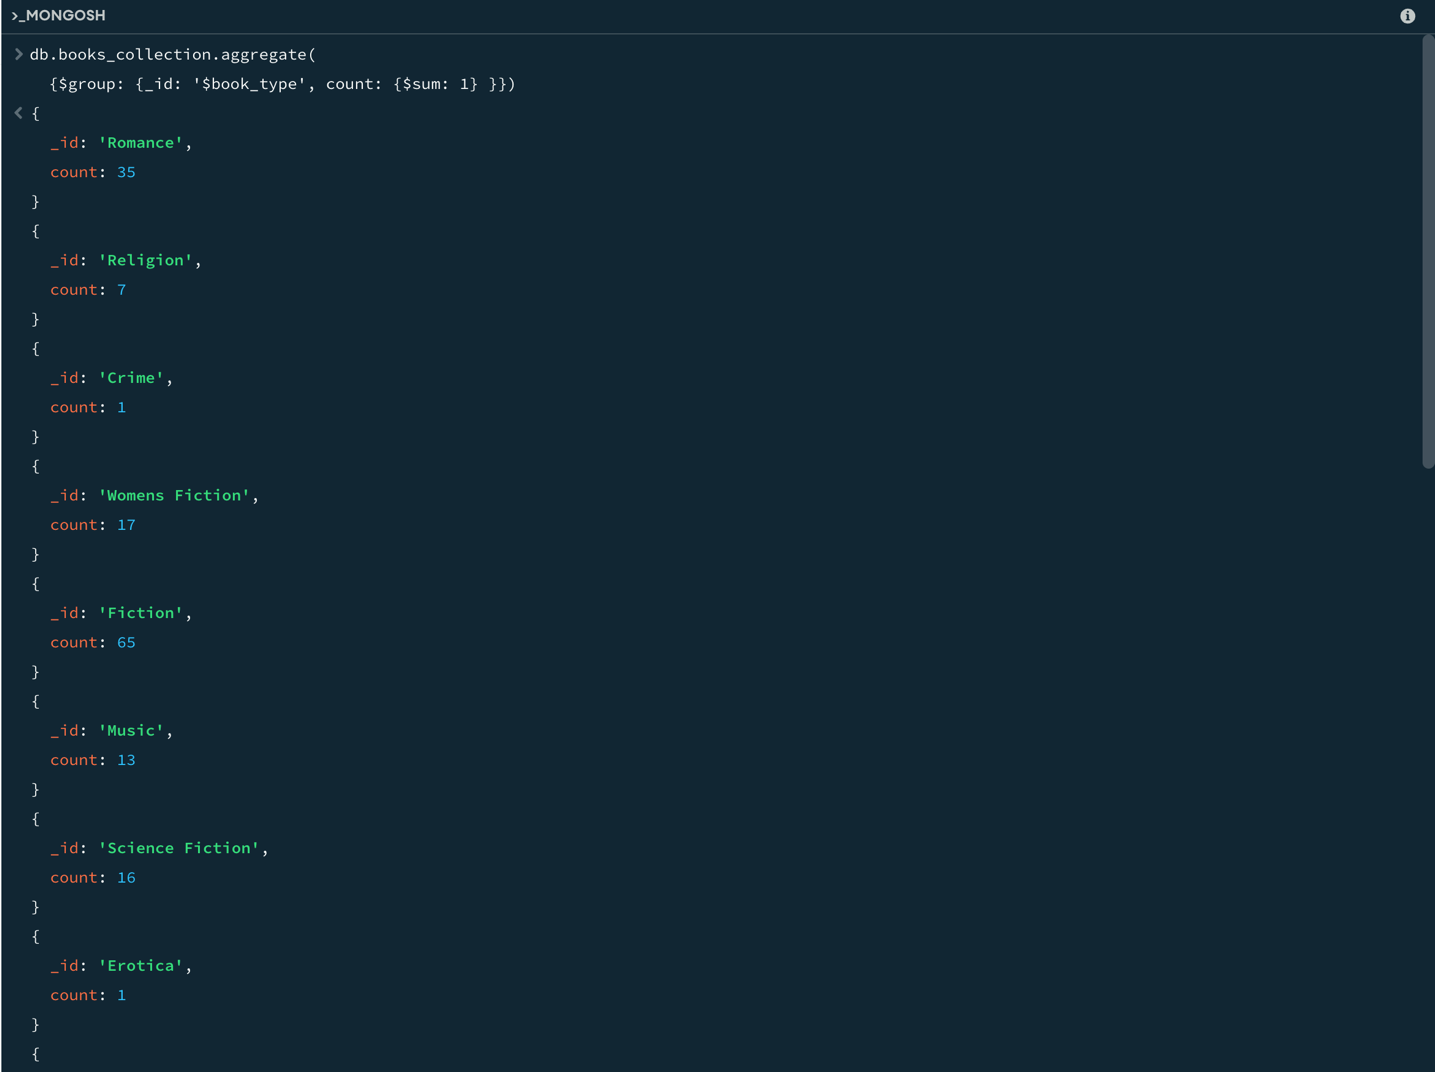 >_MONGOSH
> db.books_collection.aggregate(
{$group: {_id: '$book_type', count: {$sum: 1} }})
< {
_id: 'Romance',
count: 35
}
{
_id: 'Religion',
count: 7
}
{
_id: 'Crime',
count: 1
}
{
_id: 'Womens Fiction',
count: 17
}
{
_id: 'Fiction',
count: 65
}
{
_id: 'Music',
count: 13
}
{
_id: 'Science Fiction',
count: 16
}
{
_id: 'Erotica',
count: 1
}
{